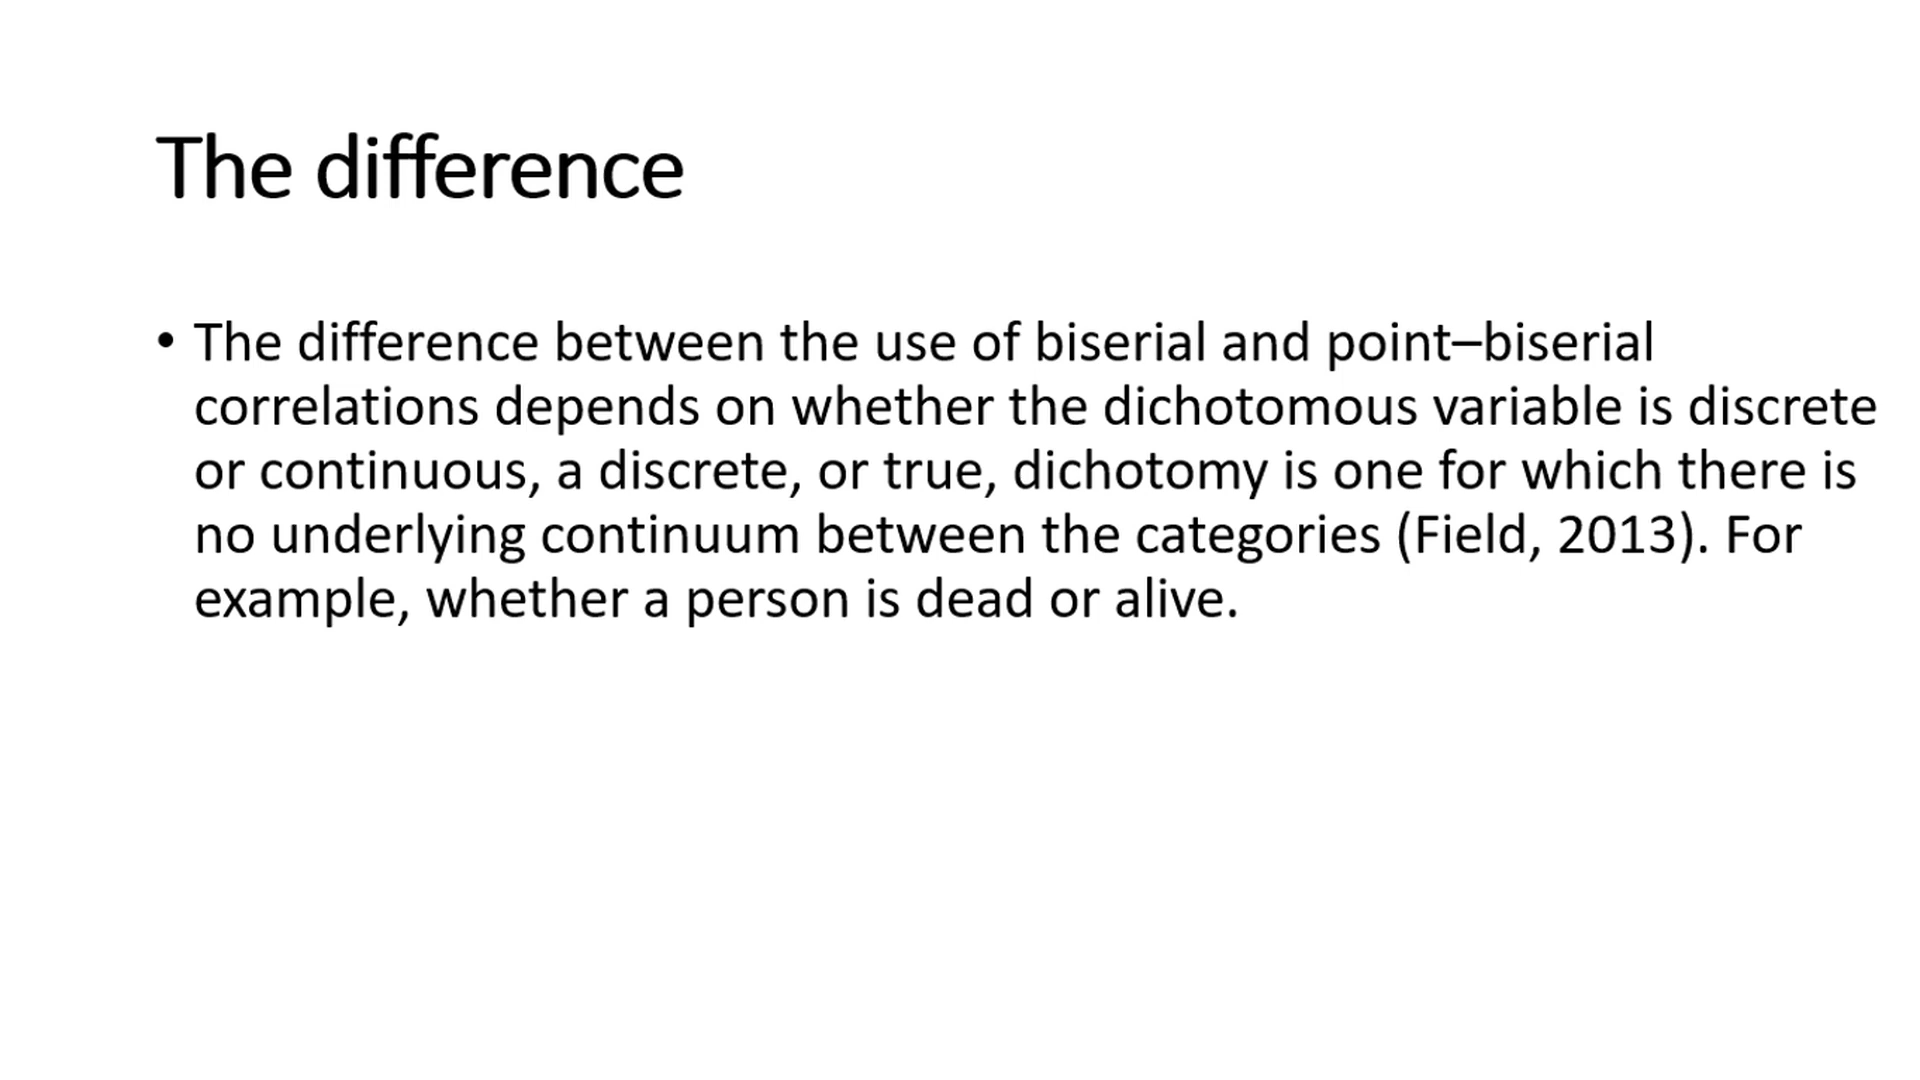 The difference
• The difference between the use of biserial and point–biserial
correlations depends on whether the dichotomous variable is discrete
or continuous, a discrete, or true, dichotomy is one for which there is
no underlying continuum between the categories (Field, 2013). For
example, whether a person is dead or alive.